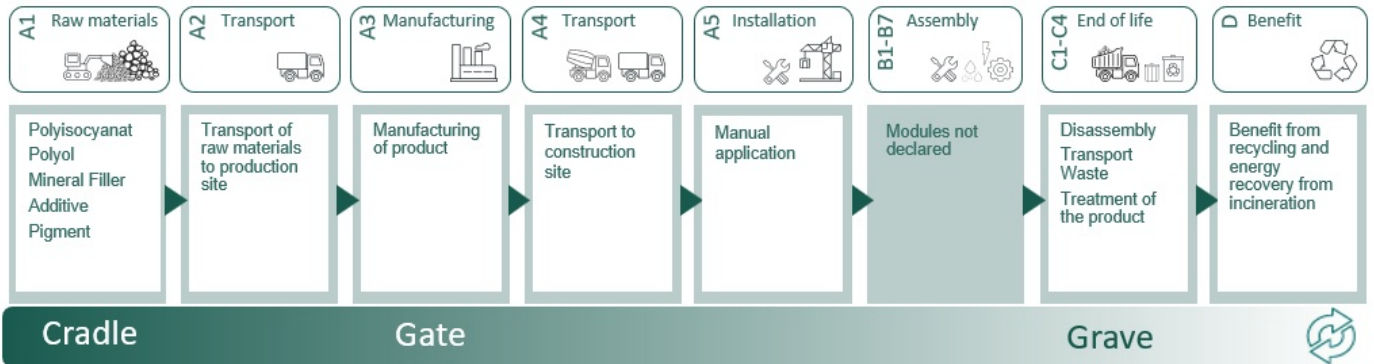 A1 Raw materials
A2 Transport
A3 Manufacturing
A4 Transport
A5 Installation
B1-B7 Assembly
C1-C4 End of life
D Benefit
Polyisocyanat
Polyol
Mineral Filler
Additive
Pigment
Transport of
raw materials
to production
site
Manufacturing
of product
Transport to
construction
site
Manual
application
Modules not
declared
Disassembly
Transport
Waste
Treatment of
the product
Benefit from
recycling and
energy
recovery from
incineration
Cradle
Gate
Grave